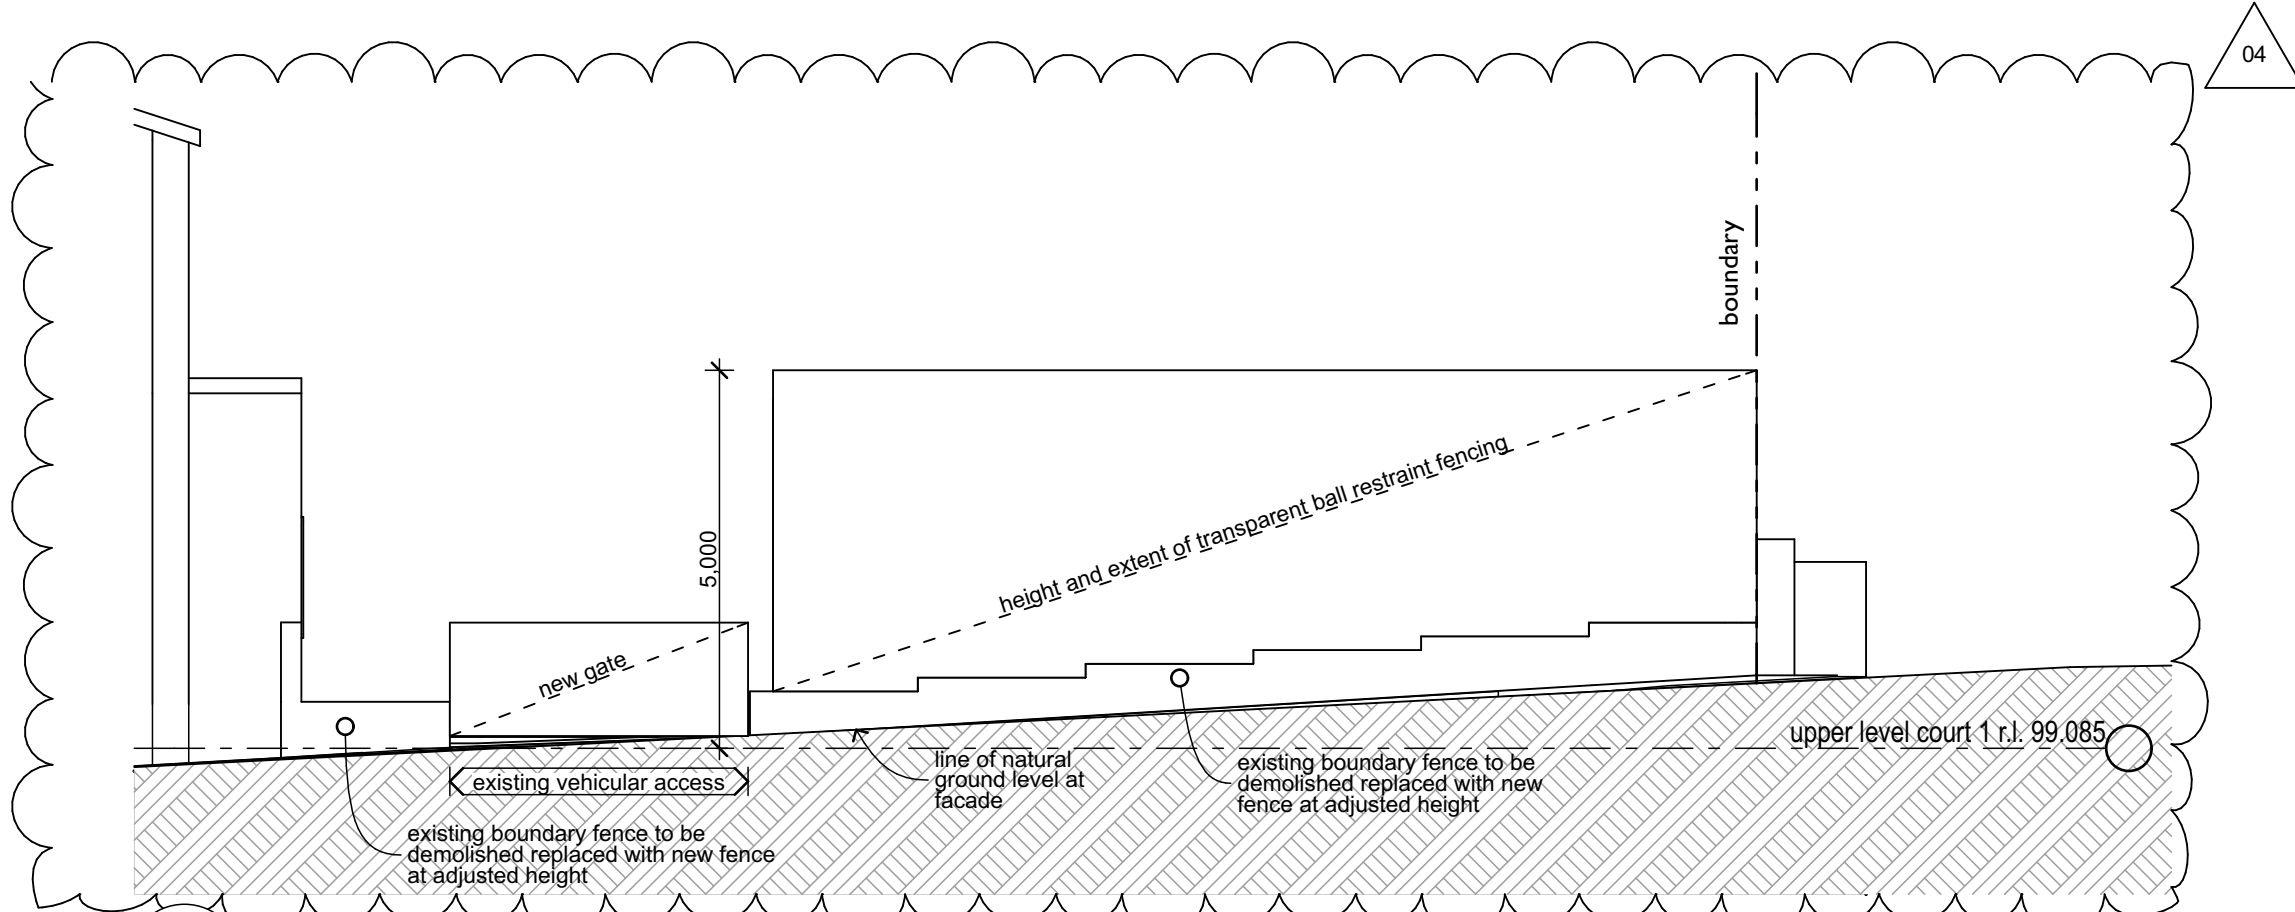 04
boundary
5,000
height and extent of transparent ball restraint fencing
new gate
upper level court 1 r.l. 99.085
line of natural
ground level at
facade
existing boundary fence to be
demolished replaced with new
fence at adjusted height
existing vehicular access
existing boundary fence to be
demolished replaced with new fence
at adjusted height